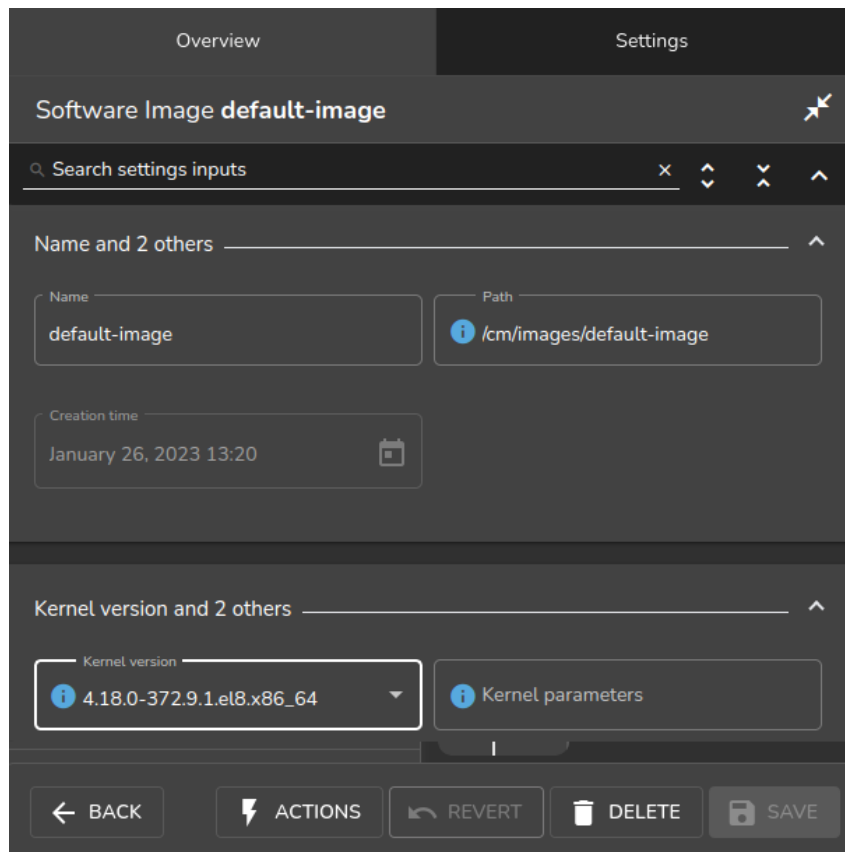 Overview
Settings
Software Image default-image
Search settings inputs
Name and 2 others
Name
default-image
Path
/cm/images/default-image
Creation time
January 26, 2023 13:20
Kernel version and 2 others
Kernel version
4.18.0-372.9.1.el8.x86_64
Kernel parameters
BACK
ACTIONS
REVERT
DELETE
SAVE